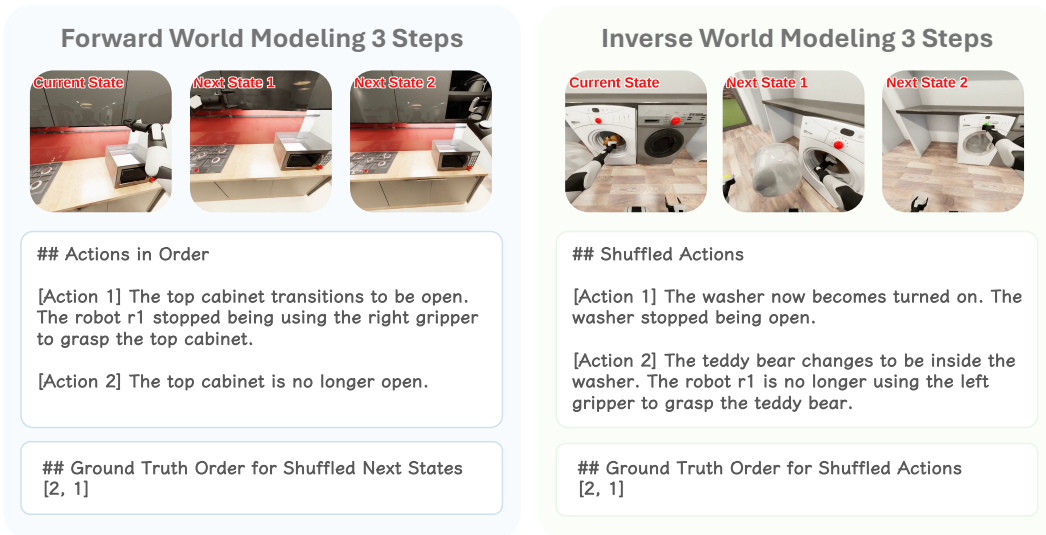 Forward World Modeling 3 Steps
Current State
Next State 1
Next State 2
## Actions in Order
[Action 1] The top cabinet transitions to be open.
The robot r1 stopped being using the right gripper
to grasp the top cabinet.
[Action 2] The top cabinet is no longer open.
## Ground Truth Order for Shuffled Next States
[2, 1]
Inverse World Modeling 3 Steps
Current State
Next State 1
Next State 2
## Shuffled Actions
[Action 1] The washer now becomes turned on. The
washer stopped being open.
[Action 2] The teddy bear changes to be inside the
washer. The robot r1 is no longer using the left
gripper to grasp the teddy bear.
## Ground Truth Order for Shuffled Actions
[2, 1]